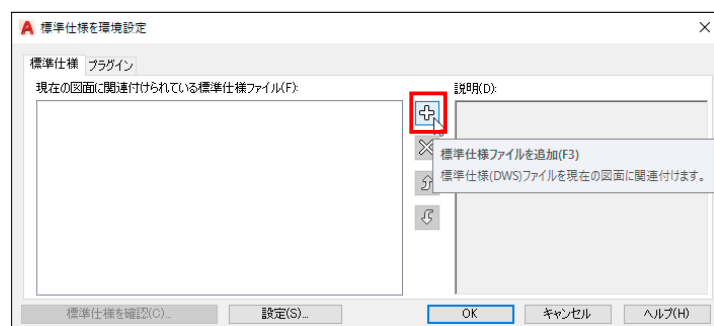 標準仕様を環境設定
標準仕様 プラグイン
現在の図面に関連付けられている標準仕様ファイル(F):
説明(D):
標準仕様ファイルを追加(F3)
標準仕様(DWS)ファイルを現在の図面に関連付けます。
標準仕様を確認(C)... 設定(S)... OK キャンセル ヘルプ(H)